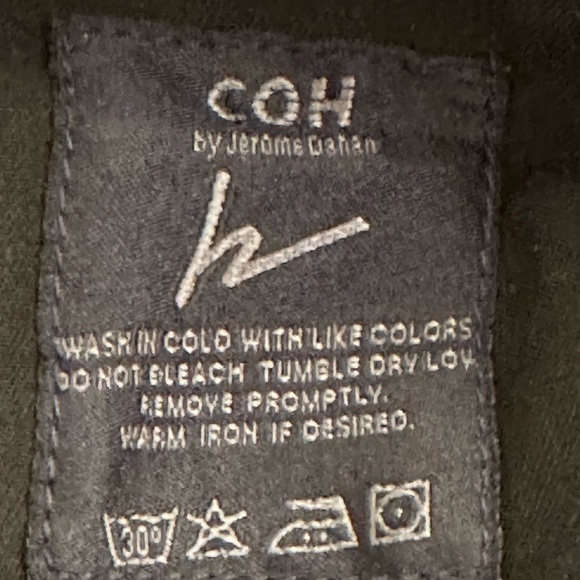 COH
By Jerome Dahan
WASH IN COLD WITH LIKE COLORS
DO NOT BLEACH TUMBLE DRY LOW
REMOVE PROMPTLY.
WARM IRON IF DESIRED.
30°